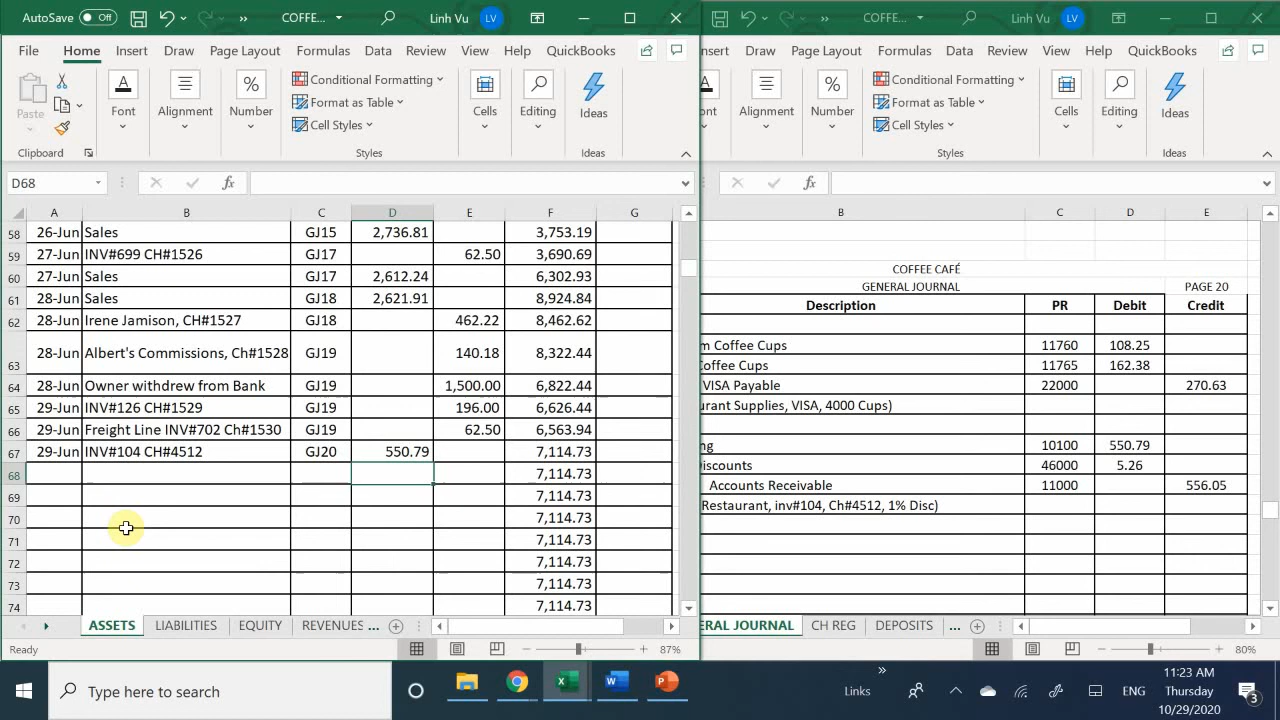 AutoSave Off COFFE... Linh Vu LV
File Home Insert Draw Page Layout Formulas Data Review View Help QuickBooks
Paste Font Alignment Number Conditional Formatting Format as Table Cell Styles Cells Editing Ideas
Clipboard Styles Ideas
D68 fx
A B C D E F G
58 26-Jun Sales GJ15 2,736.81 3,753.19
59 27-Jun INV#699 CH#1526 GJ17 62.50 3,690.69
60 27-Jun Sales GJ17 2,612.24 6,302.93
61 28-Jun Sales GJ18 2,621.91 8,924.84
62 28-Jun Irene Jamison, CH#1527 GJ18 462.22 8,462.62
63 28-Jun Albert's Commissions, Ch#1528 GJ19 140.18 8,322.44
64 28-Jun Owner withdrew from Bank GJ19 1,500.00 6,822.44
65 29-Jun INV#126 CH#1529 GJ19 196.00 6,626.44
66 29-Jun Freight Line INV#702 Ch#1530 GJ19 62.50 6,563.94
67 29-Jun INV#104 CH#4512 GJ20 550.79 7,114.73
68 7,114.73
69 7,114.73
70 7,114.73
71 7,114.73
72 7,114.73
73 7,114.73
74 7,114.73
ASSETS LIABILITIES EQUITY REVENUES ...
Ready 87%
COFFE... Linh Vu LV
nsert Draw Page Layout Formulas Data Review View Help QuickBooks
ont Alignment Number Conditional Formatting Format as Table Cell Styles Cells Editing Ideas
Styles Ideas
fx
B C D E
COFFEE CAFÉ
GENERAL JOURNAL PAGE 20
Description PR Debit Credit
m Coffee Cups 11760 108.25
Coffee Cups 11765 162.38
VISA Payable 22000 270.63
urant Supplies, VISA, 4000 Cups)
ng 10100 550.79
Discounts 46000 5.26
Accounts Receivable 11000 556.05
Restaurant, inv#104, Ch#4512, 1% Disc)
ERAL JOURNAL CH REG DEPOSITS ...
80%
Type here to search Links ENG 11:23 AM
Thursday
10/29/2020 3